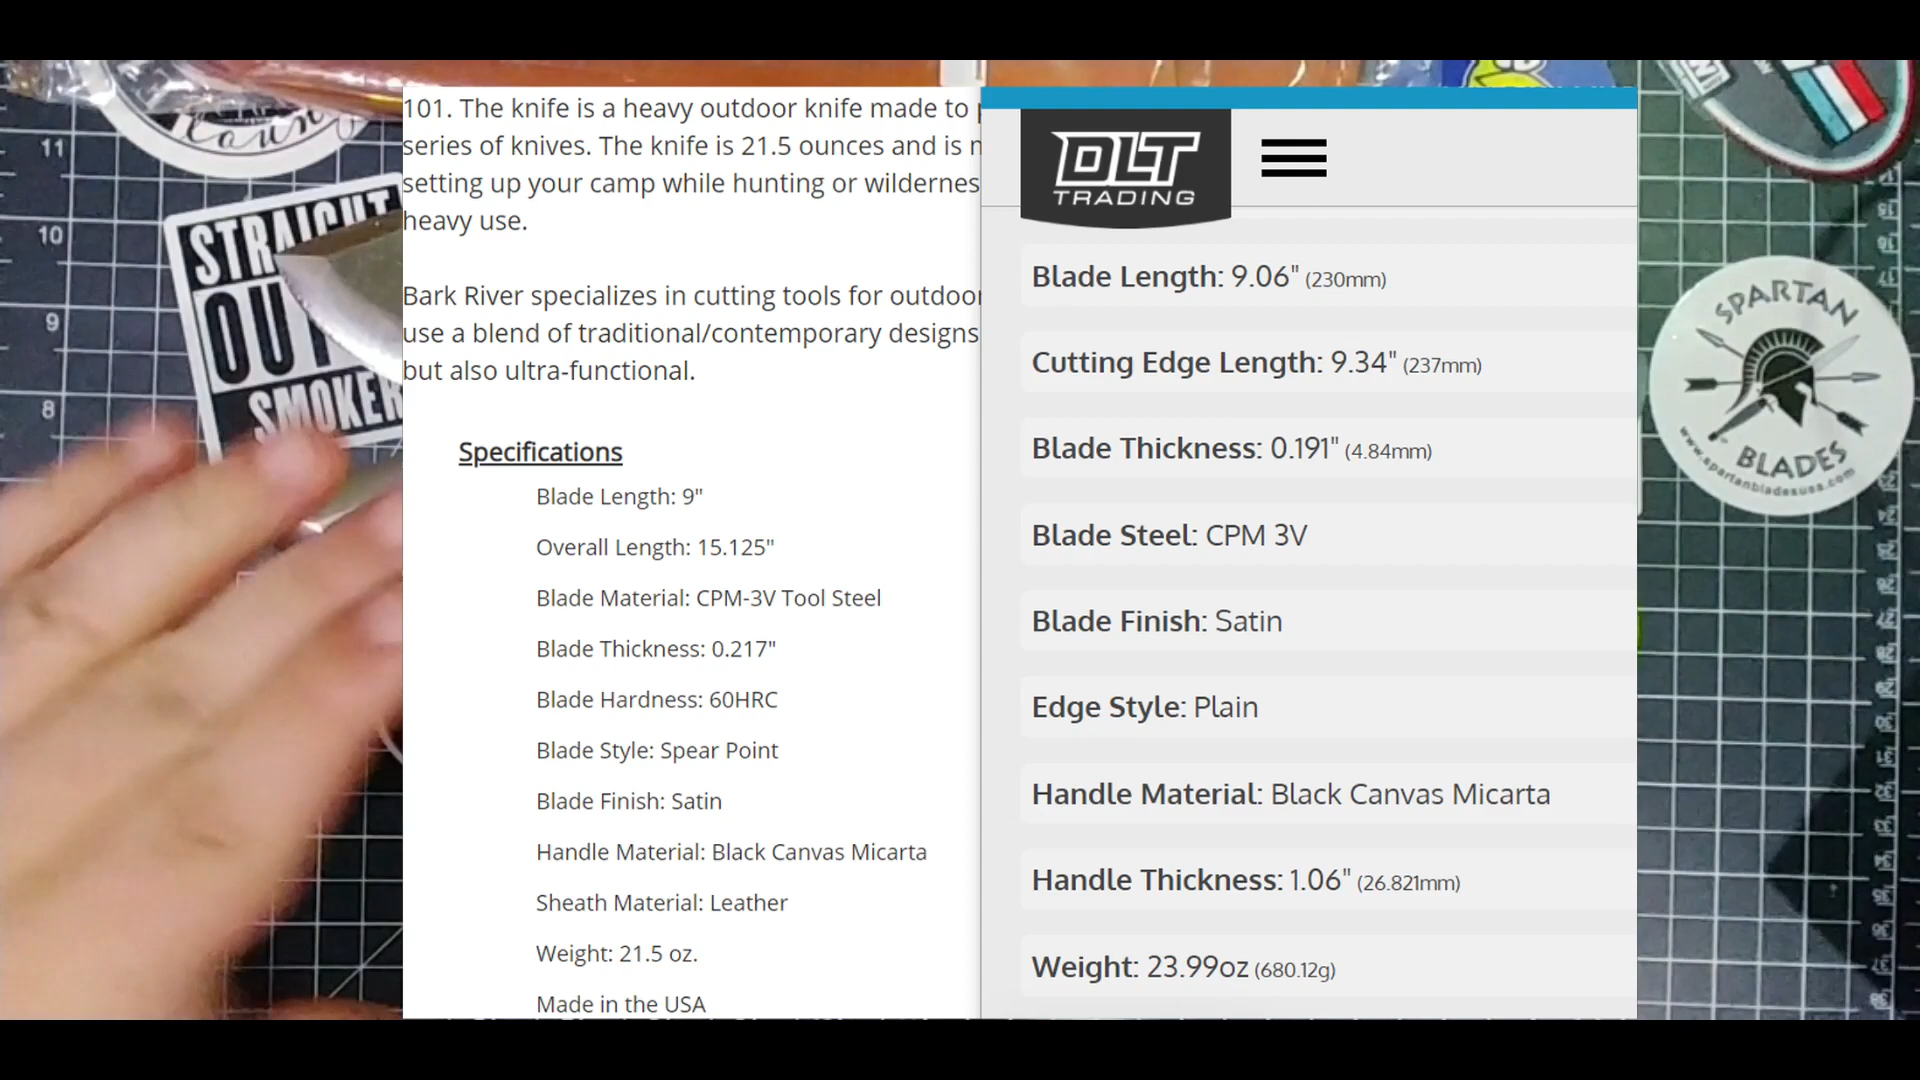 101. The knife is a heavy outdoor knife made to
series of knives. The knife is 21.5 ounces and is
setting up your camp while hunting or
heavy use.
Bark River specializes in cutting tools for
use a blend of traditional/contemporary designs
but also ultra-functional.
Specifications
Blade Length: 9"
Overall Length: 15.125"
Blade Material: CPM-3V Tool Steel
Blade Thickness: 0.217"
Blade Hardness: 60HRC
Blade Style: Spear Point
Blade Finish: Satin
Handle Material: Black Canvas Micarta
Sheath Material: Leather
Weight: 21.5 oz.
Made in the USA
DLT
TRADING
Blade Length: 9.06" (230mm)
Cutting Edge Length: 9.34" (237mm)
Blade Thickness: 0.191" (4.84mm)
Blade Steel: CPM 3V
Blade Finish: Satin
Edge Style: Plain
Handle Material: Black Canvas Micarta
Handle Thickness: 1.06" (26.821mm)
Weight: 23.99oz (680.12g)
STRAIGHT
SMOKER
11
10
9
8
SPARTAN
BLADES
www.spartanbladesusa.com